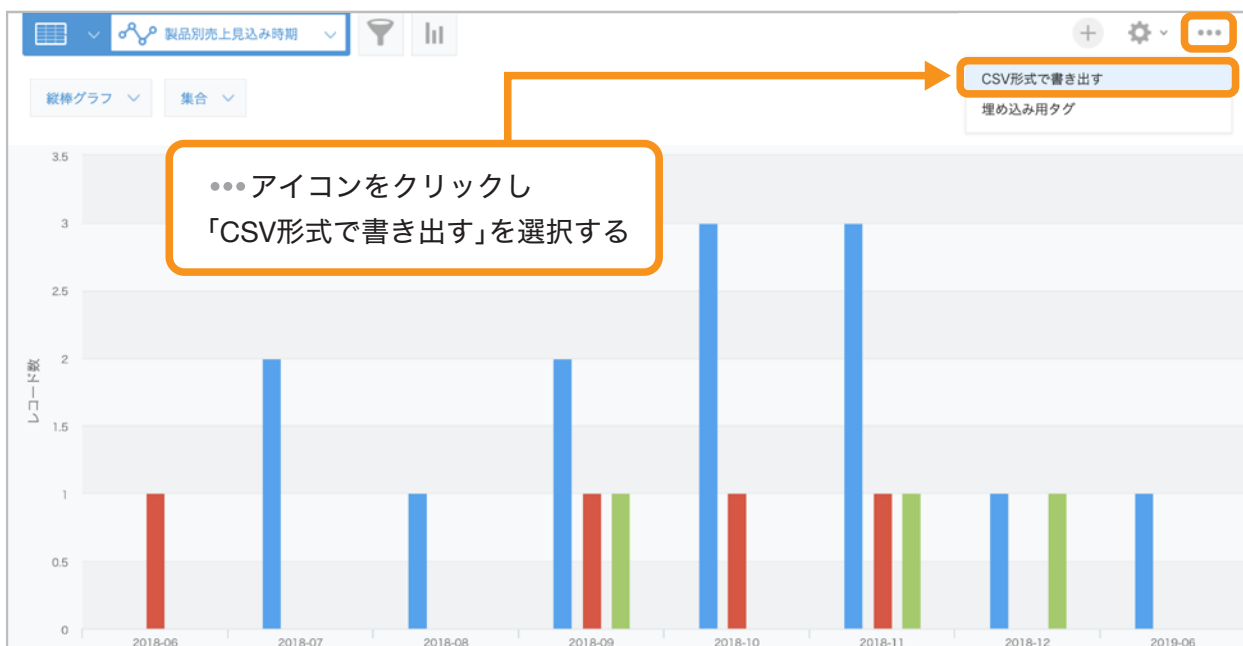 製品別売上見込み時期
縦棒グラフ
集合
CSV形式で書き出す
埋め込み用タグ
•••アイコンをクリックし
「CSV形式で書き出す」を選択する
レコード数
3.5
3
2.5
2
1.5
1
0.5
0
2018-06 2018-07 2018-08 2018-09 2018-10 2018-11 2018-12 2019-06